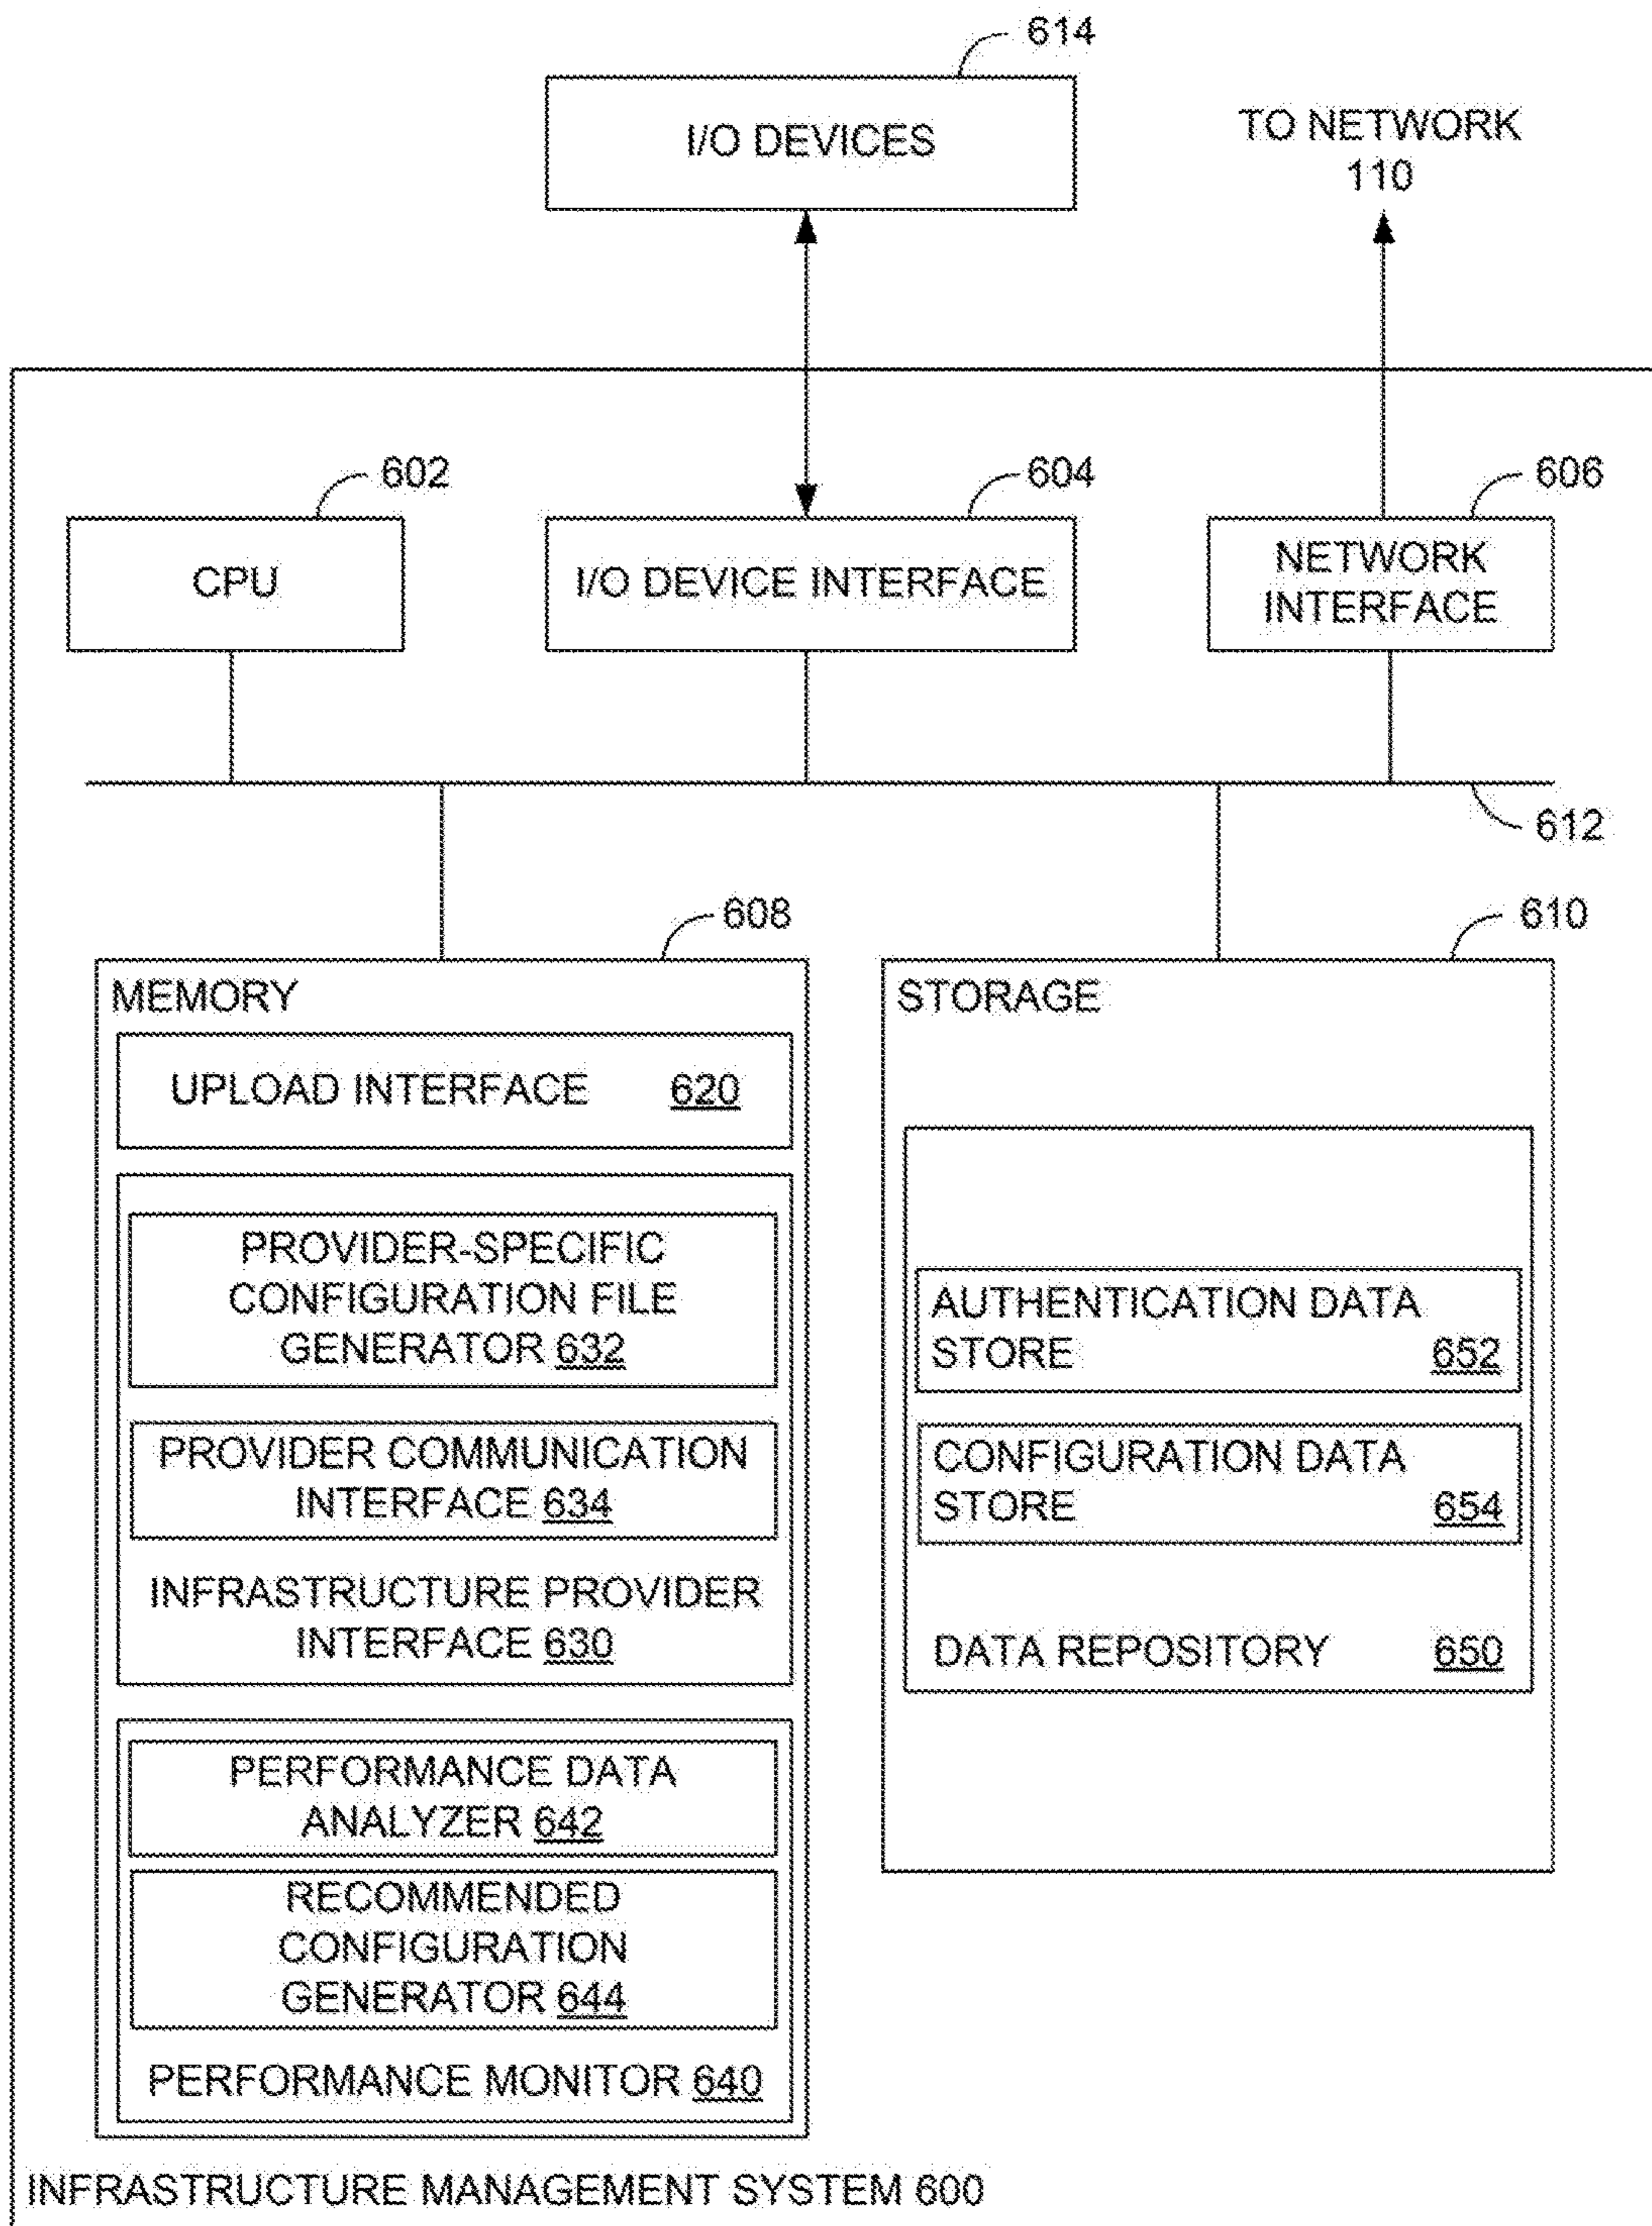 614
I/O DEVICES
TO NETWORK
110
602
604
606
CPU
I/O DEVICE INTERFACE
NETWORK
INTERFACE
612
608
610
MEMORY
UPLOAD INTERFACE 620
PROVIDER-SPECIFIC
CONFIGURATION FILE
GENERATOR 632
PROVIDER COMMUNICATION
INTERFACE 634
INFRASTRUCTURE PROVIDER
INTERFACE 630
PERFORMANCE DATA
ANALYZER 642
RECOMMENDED
CONFIGURATION
GENERATOR 644
PERFORMANCE MONITOR 640
STORAGE
AUTHENTICATION DATA
STORE 652
CONFIGURATION DATA
STORE 654
DATA REPOSITORY 650
INFRASTRUCTURE MANAGEMENT SYSTEM 600